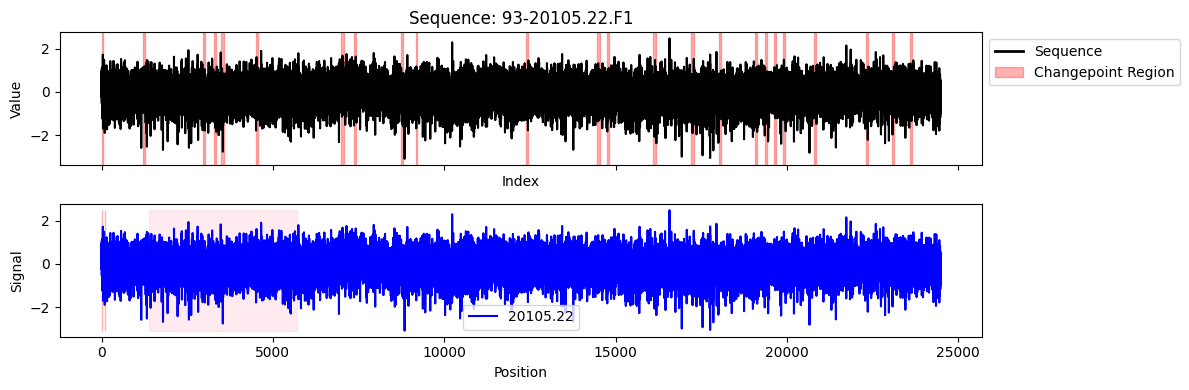 Sequence: 93-20105.22.F1
Value
2
0
−2
Index
Sequence
Changepoint Region
Signal
2
0
−2
20105.22
0
5000
10000
15000
20000
25000
Position